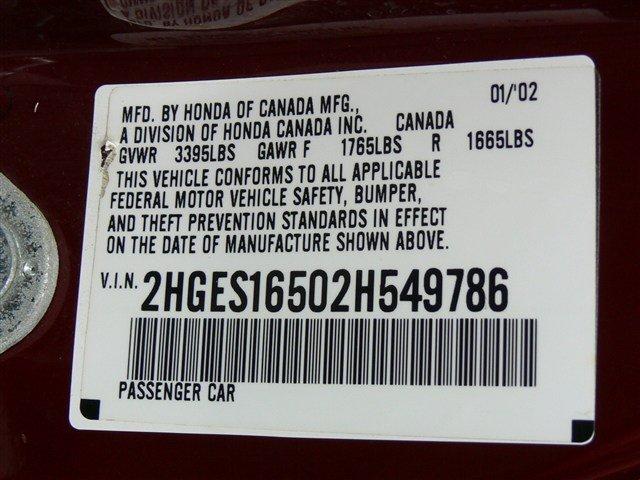 MFD. BY HONDA OF CANADA MFG., 01/'02
A DIVISION OF HONDA CANADA INC. CANADA
GVWR 3395LBS GAWR F 1765LBS R 1665LBS
THIS VEHICLE CONFORMS TO ALL APPLICABLE
FEDERAL MOTOR VEHICLE SAFETY, BUMPER,
AND THEFT PREVENTION STANDARDS IN EFFECT
ON THE DATE OF MANUFACTURE SHOWN ABOVE.
V.I.N. 2HGES16502H549786
PASSENGER CAR